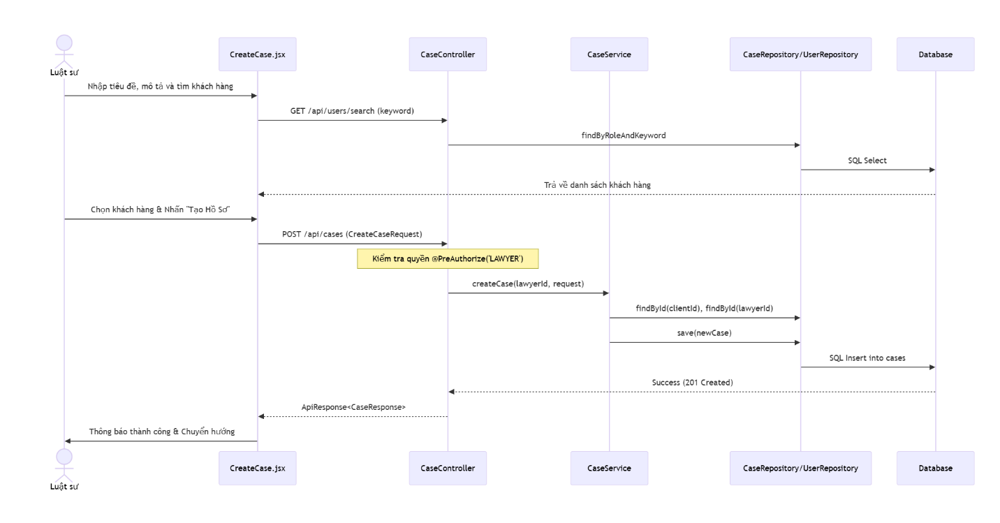 Luật sư
CreateCase.jsx
CaseController
CaseService
CaseRepository/UserRepository
Database
Nhập tiêu đề, mô tả và tìm khách hàng
GET /api/users/search (keyword)
findByRoleAndKeyword
SQL Select
Trả về danh sách khách hàng
Chọn khách hàng & Nhấn "Tạo Hồ Sơ"
POST /api/cases (CreateCaseRequest)
Kiểm tra quyền @PreAuthorize('LAWYER')
createCase(lawyerId, request)
findById(clientId), findById(lawyerId)
save(newCase)
SQL Insert into cases
Success (201 Created)
ApiResponse<CaseResponse>
Thông báo thành công & Chuyển hướng
Luật sư
CreateCase.jsx
CaseController
CaseService
CaseRepository/UserRepository
Database